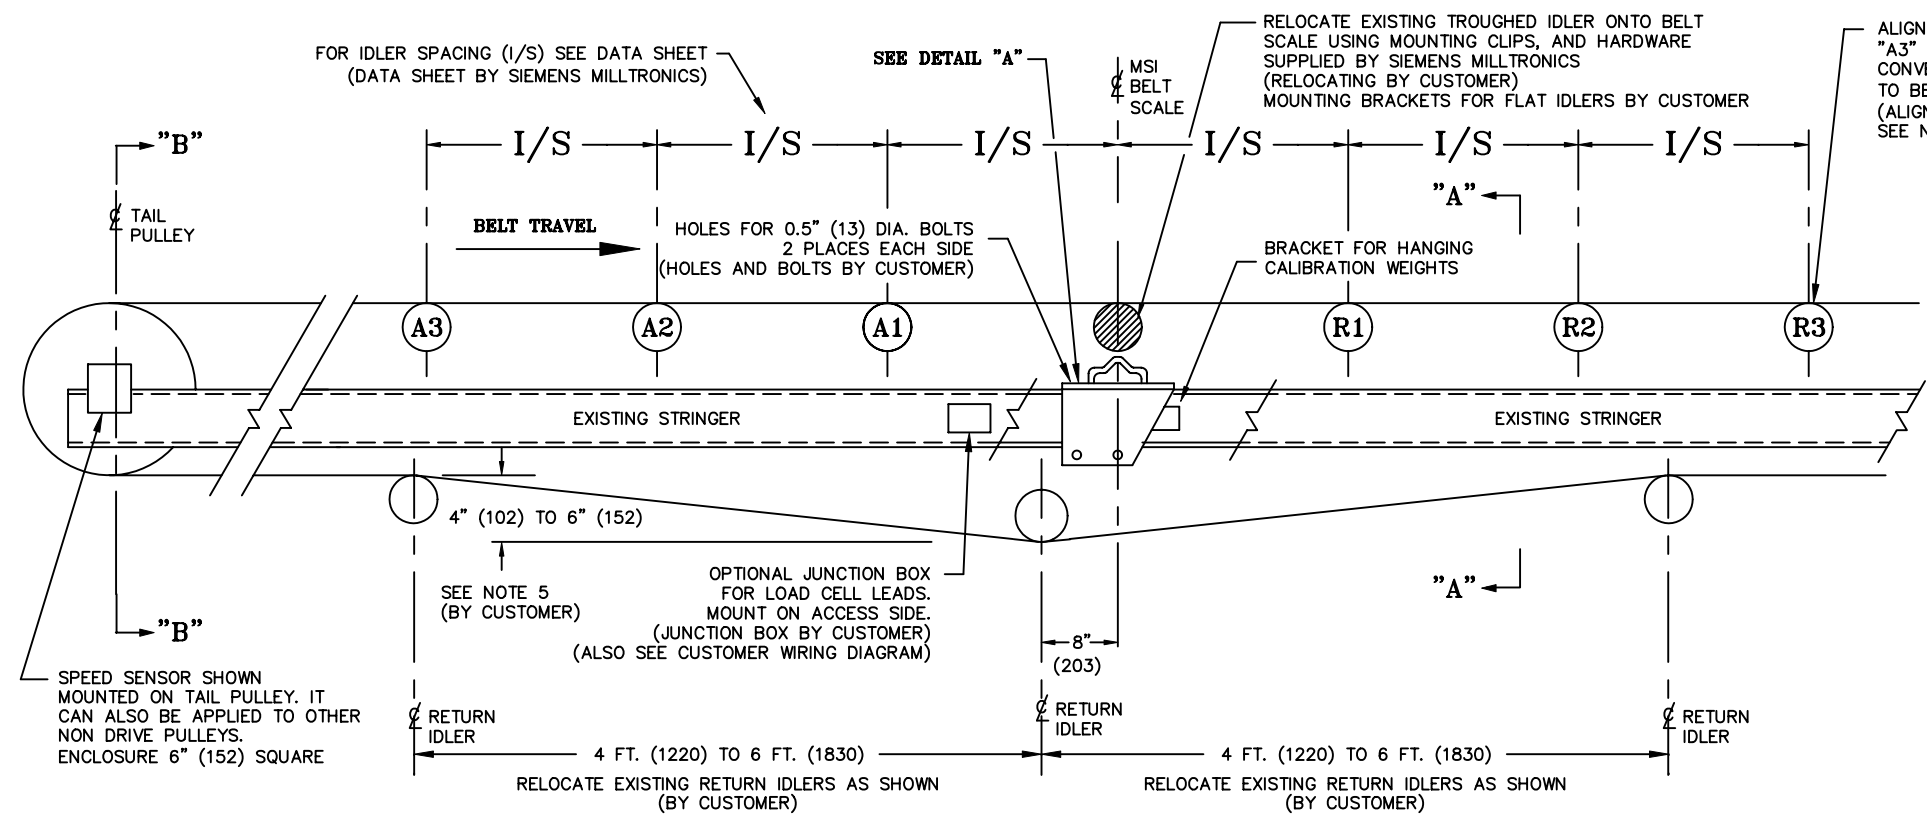 FOR IDLER SPACING (I/S) SEE DATA SHEET
(DATA SHEET BY SIEMENS MILLTRONICS)
SEE DETAIL "A"
℄ MSI
BELT
SCALE
RELOCATE EXISTING TROUGHED IDLER ONTO BELT
SCALE USING MOUNTING CLIPS, AND HARDWARE
SUPPLIED BY SIEMENS MILLTRONICS
(RELOCATING BY CUSTOMER)
MOUNTING BRACKETS FOR FLAT IDLERS BY CUSTOMER
ALIGN
"A3"
CONVE
TO BE
(ALIGN
SEE N
"B"
I/S
I/S
I/S
I/S
I/S
I/S
℄ TAIL
PULLEY
BELT TRAVEL
HOLES FOR 0.5" (13) DIA. BOLTS
2 PLACES EACH SIDE
(HOLES AND BOLTS BY CUSTOMER)
"A"
BRACKET FOR HANGING
CALIBRATION WEIGHTS
A3
A2
A1
R1
R2
R3
EXISTING STRINGER
EXISTING STRINGER
4" (102) TO 6" (152)
SEE NOTE 5
(BY CUSTOMER)
OPTIONAL JUNCTION BOX
FOR LOAD CELL LEADS.
MOUNT ON ACCESS SIDE.
(JUNCTION BOX BY CUSTOMER)
(ALSO SEE CUSTOMER WIRING DIAGRAM)
"A"
"B"
8"
(203)
SPEED SENSOR SHOWN
MOUNTED ON TAIL PULLEY. IT
CAN ALSO BE APPLIED TO OTHER
NON DRIVE PULLEYS.
ENCLOSURE 6" (152) SQUARE
℄ RETURN
IDLER
℄ RETURN
IDLER
℄ RETURN
IDLER
4 FT. (1220) TO 6 FT. (1830)
4 FT. (1220) TO 6 FT. (1830)
RELOCATE EXISTING RETURN IDLERS AS SHOWN
(BY CUSTOMER)
RELOCATE EXISTING RETURN IDLERS AS SHOWN
(BY CUSTOMER)